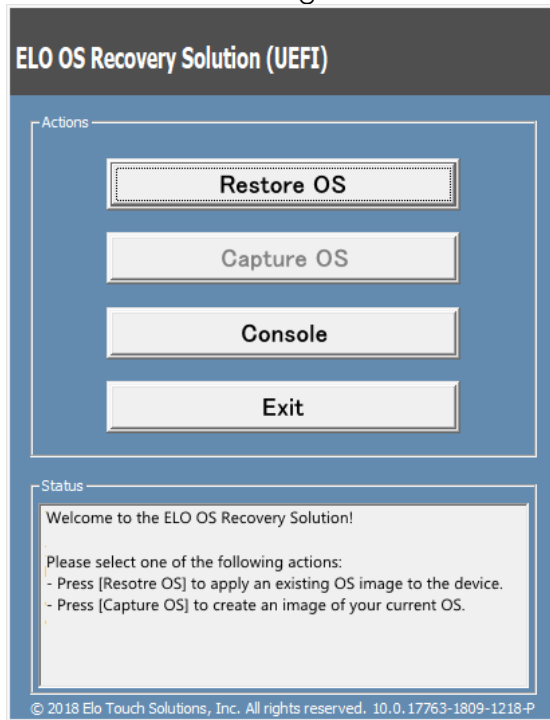 ELO OS Recovery Solution (UEFI)
Actions
Restore OS
Capture OS
Console
Exit
Status
Welcome to the ELO OS Recovery Solution!
Please select one of the following actions:
- Press [Resotre OS] to apply an existing OS image to the device.
- Press [Capture OS] to create an image of your current OS.
© 2018 Elo Touch Solutions, Inc. All rights reserved. 10.0.17763-1809-1218-P